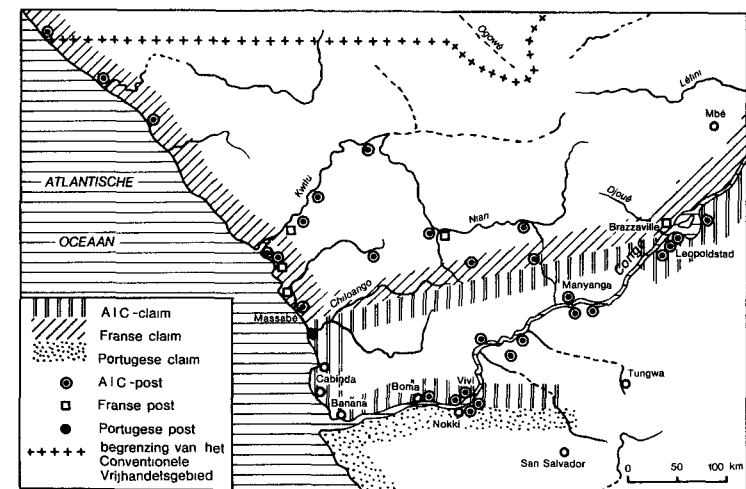 Ogowé
Léfini
Mbé
ATLANTISCHE
Kwilu
Djoué
Nian
OCEAAN
Brazzaville
Congo
Leopoldstad
Chiloango
Manyanga
Massabé
AIC-claim
Franse claim
Portugese claim
AIC-post
Franse post
Portugese post
begrenzing van het
Conventionele
Vrijhandelsgebied
Cabinda
Boma
Vivi
Tungwa
Banana
Nokki
San Salvador
0 50 100 km